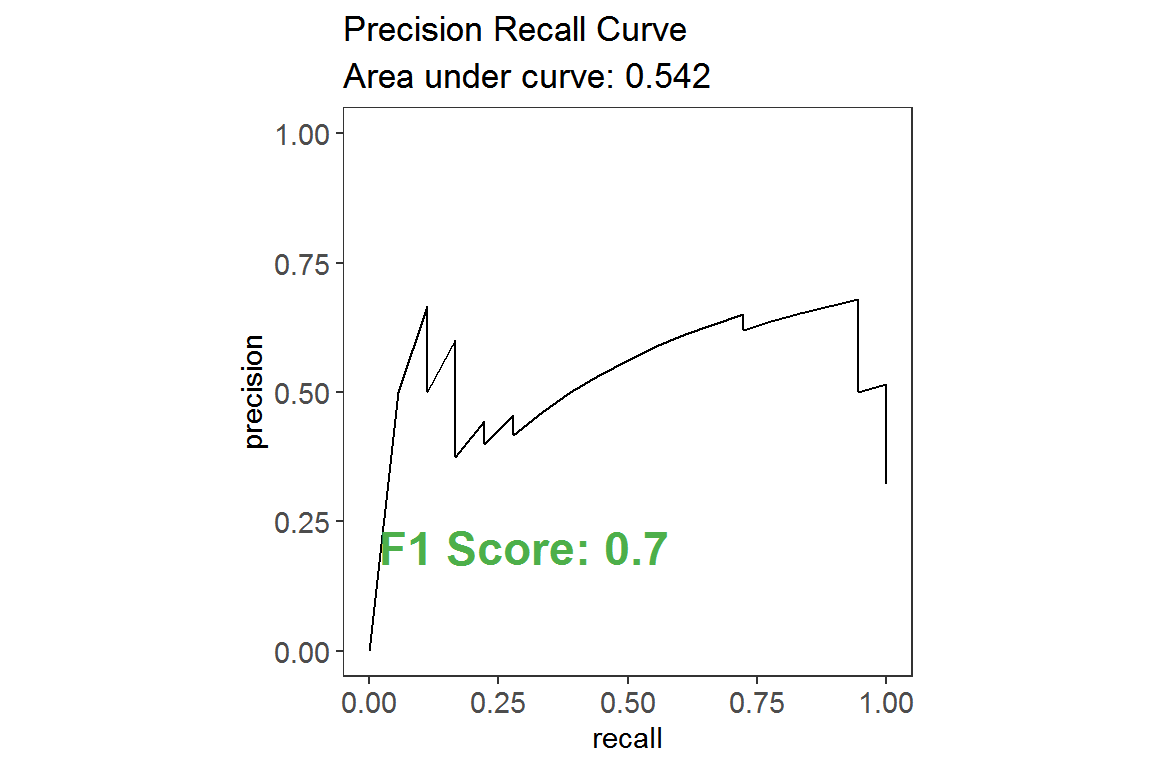 Precision Recall Curve
Area under curve: 0.542
1.00
0.75
0.50
0.25
0.00
precision
F1 Score: 0.7
0.00 0.25 0.50 0.75 1.00
recall